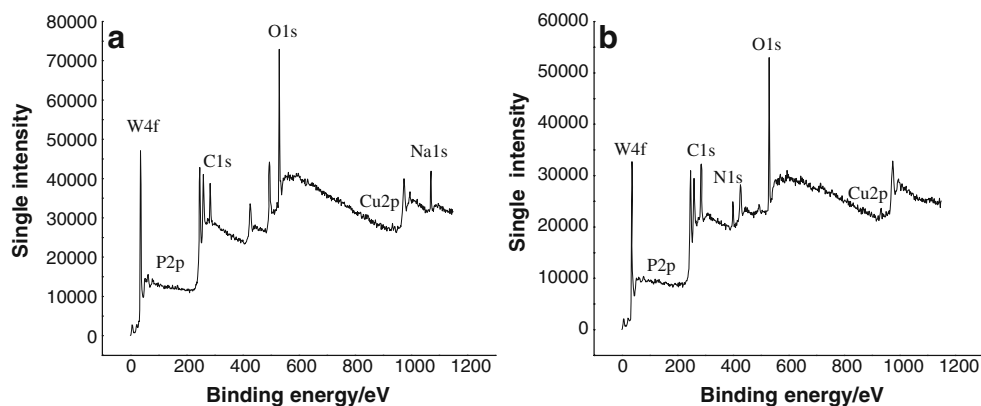 a
80000
70000
60000
50000
40000
30000
20000
10000
0
Single intensity
W4f
P2p
C1s
O1s
Cu2p
Na1s
0 200 400 600 800 1000 1200
Binding energy/eV
b
60000
50000
40000
30000
20000
10000
0
Single intensity
W4f
P2p
C1s
N1s
O1s
Cu2p
0 200 400 600 800 1000 1200
Binding energy/eV